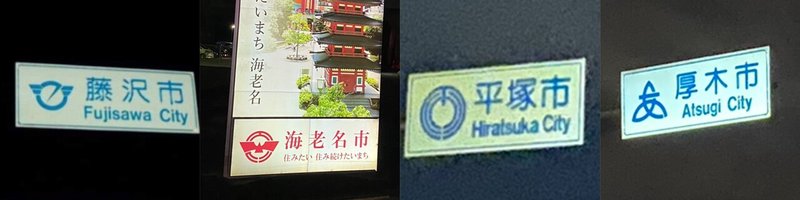 藤沢市
Fujisawa City
たいまち 海老名
海老名市
住みたい 住み続けたいまち
平塚市
Hiratsuka City
厚木市
Atsugi City